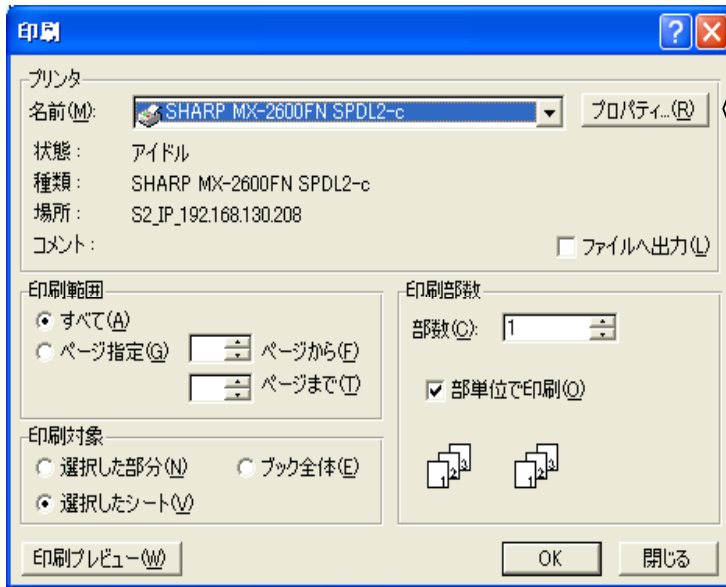 印刷
プリンタ
名前(M): SHARP MX-2600FN SPDL2-c プロパティ...(R)
状態： アイドル
種類： SHARP MX-2600FN SPDL2-c
場所： S2_IP_192.168.130.208
コメント： ファイルへ出力(L)
印刷範囲
すべて(A)
ページ指定(G) ページから(F)
ページまで(T)
印刷部数
部数(C): 1
部単位で印刷(O)
1 2 3 1 2 3
印刷対象
選択した部分(N) ブック全体(E)
選択したシート(V)
印刷プレビュー(W) OK 閉じる